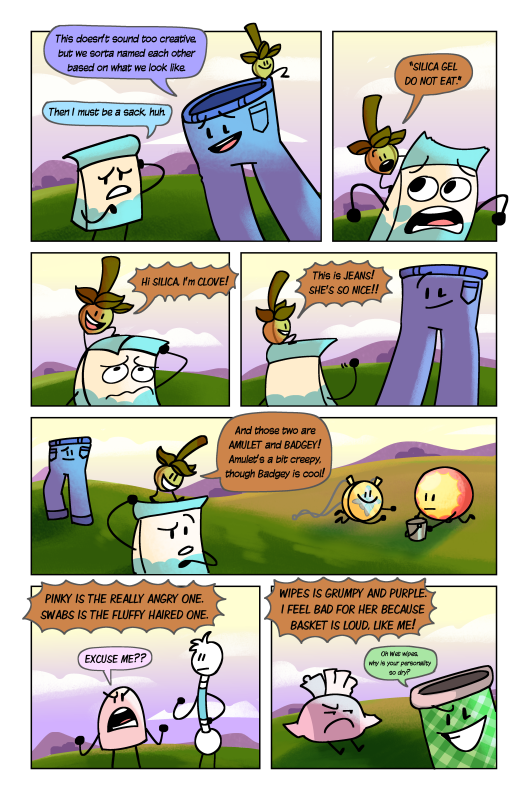 This doesn't sound too creative,
but we sorta named each other
based on what we look like.
Then I must be a sack, huh.
"SILICA GEL
DO NOT EAT."
Hi SILICA, I'm CLOVE!
This is JEANS!
SHE'S SO NICE!!
And those two are
AMULET and BADGEY!
Amulet's a bit creepy,
though Badgey is cool!
PINKY IS THE REALLY ANGRY ONE.
SWABS IS THE FLUFFY HAIRED ONE.
EXCUSE ME??
WIPES IS GRUMPY AND PURPLE.
I FEEL BAD FOR HER BECAUSE
BASKET IS LOUD, LIKE ME!
Oh Wet wipes,
why is your personality
so dry?